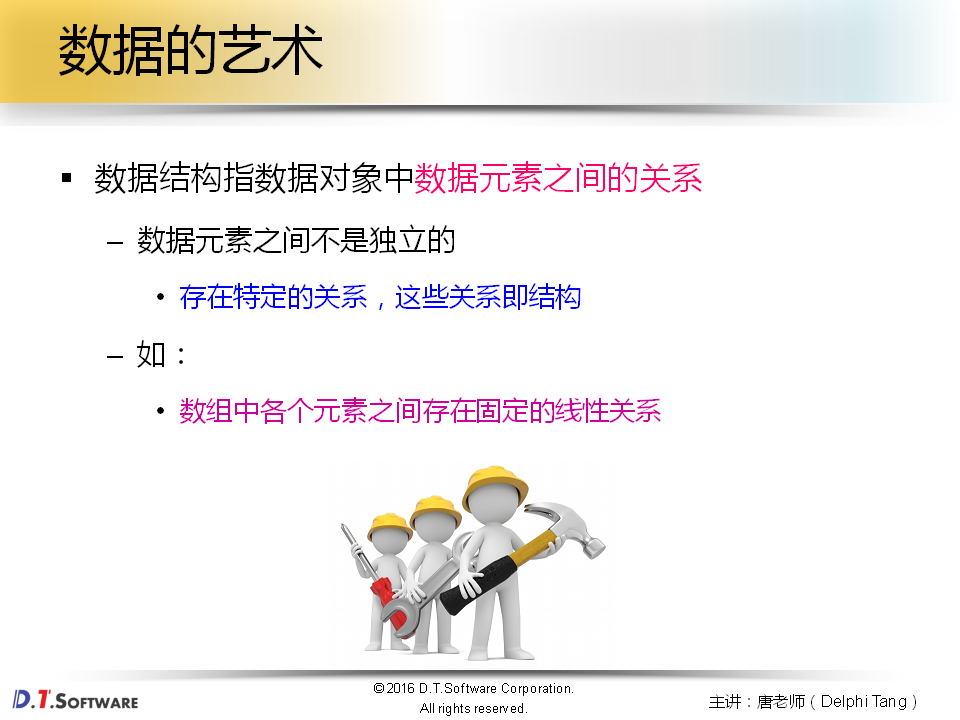 数据的艺术
▪ 数据结构指数据对象中数据元素之间的关系
– 数据元素之间不是独立的
• 存在特定的关系，这些关系即结构
– 如：
• 数组中各个元素之间存在固定的线性关系
D.T.SOFTWARE
©2016 D.T.Software Corporation.
All rights reserved.
主讲：唐老师（Delphi Tang）